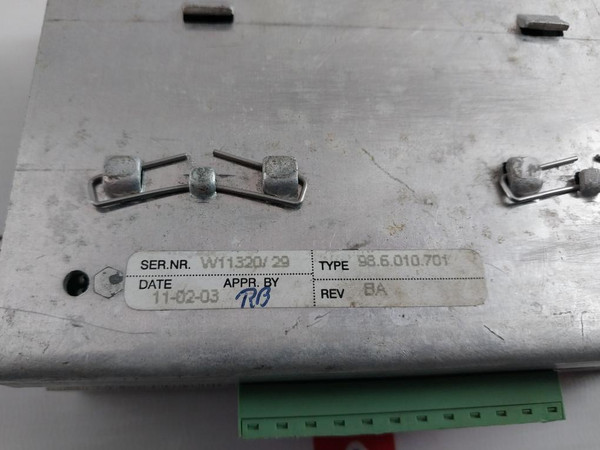 SER.NR. W11320/ 29
TYPE 98.6.010.701
DATE 11-02-03 APPR. BY RB
REV BA